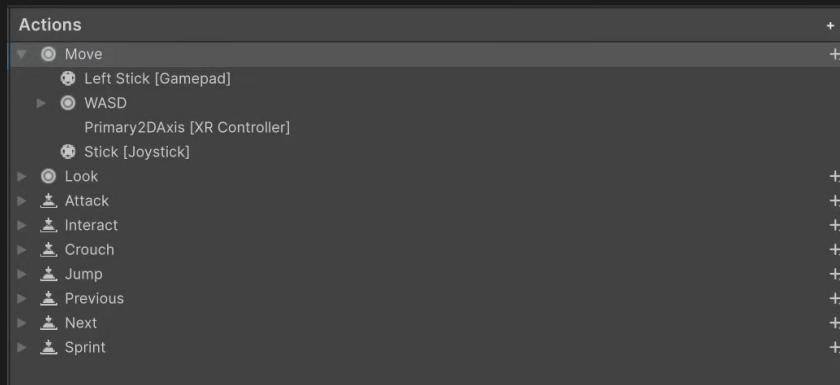 Actions
Move
Left Stick [Gamepad]
WASD
Primary2DAxis [XR Controller]
Stick [Joystick]
Look
Attack
Interact
Crouch
Jump
Previous
Next
Sprint